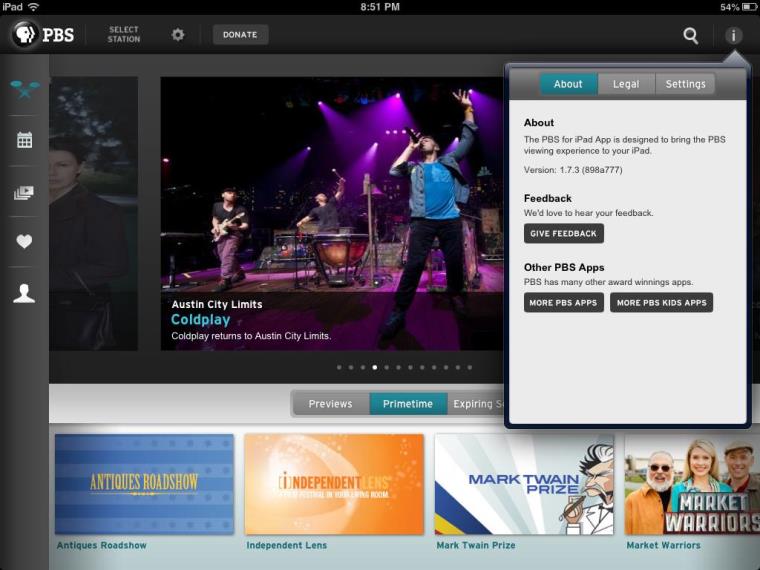 iPad 8:51 PM 54%
PBS
SELECT
STATION
DONATE
i
About Legal Settings
About
The PBS for iPad App is designed to bring the PBS
viewing experience to your iPad.
Version: 1.7.3 (898a777)
Feedback
We'd love to hear your feedback.
GIVE FEEDBACK
Other PBS Apps
PBS has many other award winnings apps.
MORE PBS APPS MORE PBS KIDS APPS
Austin City Limits
Coldplay
Coldplay returns to Austin City Limits.
Previews Primetime Expiring S
ANTIQUES ROADSHOW
[i]NDEPENDENTLENS
A FILM FESTIVAL IN YOUR LIVING ROOM.
MARK TWAIN
PRIZE
MARKET
WARRIORS
Antiques Roadshow
Independent Lens
Mark Twain Prize
Market Warriors